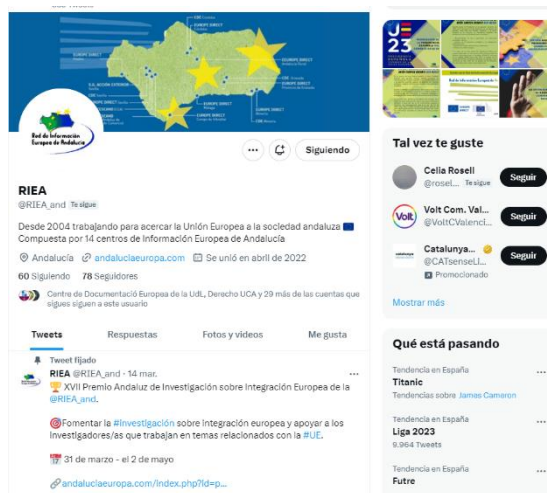 Red de Información
Europea de Andalucía
Siguiendo
RIEA
@RIEA_and Te sigue
Desde 2004 trabajando para acercar la Unión Europea a la sociedad andaluza
Compuesta por 14 centros de Información Europea de Andalucía
Andalucía andaluciaeuropa.com Se unió en abril de 2022
60 Siguiendo 78 Seguidores
Centre de Documentació Europea de la UdL, Derecho UCA y 29 más de las cuentas que
sigues siguen a este usuario
Tweets Respuestas Fotos y vídeos Me gusta
Tweet fijado
RIEA @RIEA_and · 14 mar.
XVII Premio Andaluz de Investigación sobre Integración Europea de la
@RIEA_and.
Fomentar la #investigación sobre integración europea y apoyar a los
investigadores/as que trabajan en temas relacionados con la #UE.
31 de marzo - el 2 de mayo
andaluciaeuropa.com/index.php?id=p...
JE
23
Tal vez te guste
Celia Rosell
@rosel... Te sigue
Seguir
Volt
Volt Com. Val...
@VoltCValenci...
Seguir
Catalunya...
@CATsenseLi...
Seguir
Promocionado
Mostrar más
Qué está pasando
Tendencia en España
Titanic
Tendencias sobre James Cameron
Tendencia en España
Liga 2023
9.964 Tweets
Tendencia en España
Futre